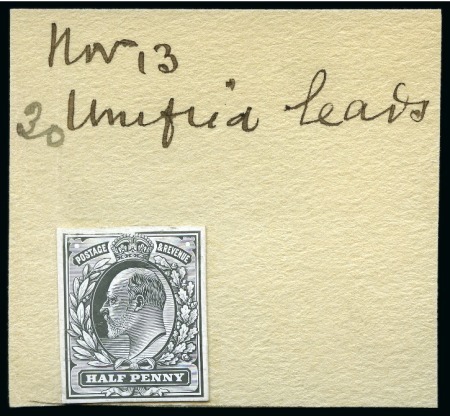 Nov 13
30 Unified leads
POSTAGE & REVENUE
HALF PENNY